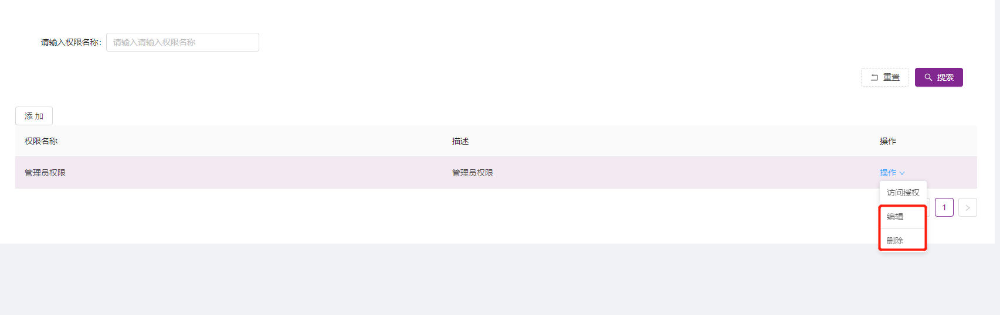 请输入权限名称: 请输入请输入权限名称
重置 搜索
添 加
权限名称 描述 操作
管理员权限 管理员权限 操作
访问授权
1
编辑
删除